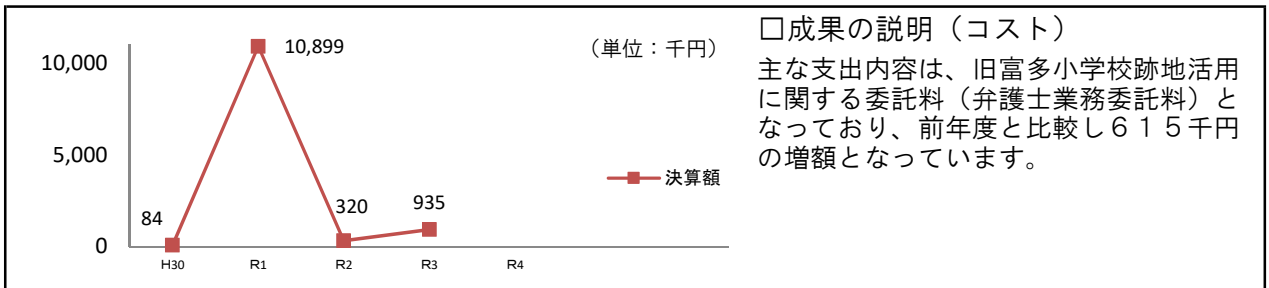 10,899
（単位：千円）
10,000
5,000
決算額
84
320
935
0
H30
R1
R2
R3
R4
□成果の説明（コスト）
主な支出内容は、旧富多小学校跡地活用
に関する委託料（弁護士業務委託料）と
なっており、前年度と比較し６１５千円
の増額となっています。